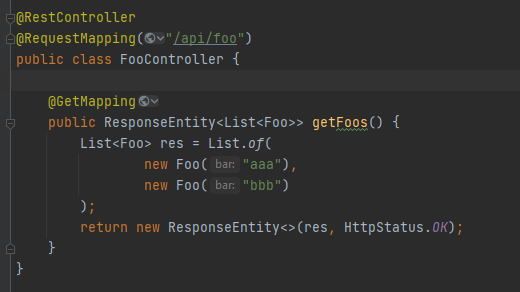 @RestController
@RequestMapping("/api/foo")
public class FooController {
@GetMapping
public ResponseEntity<List<Foo>> getFoos() {
List<Foo> res = List.of(
new Foo( bar: "aaa"),
new Foo( bar: "bbb")
);
return new ResponseEntity<>(res, HttpStatus.OK);
}
}